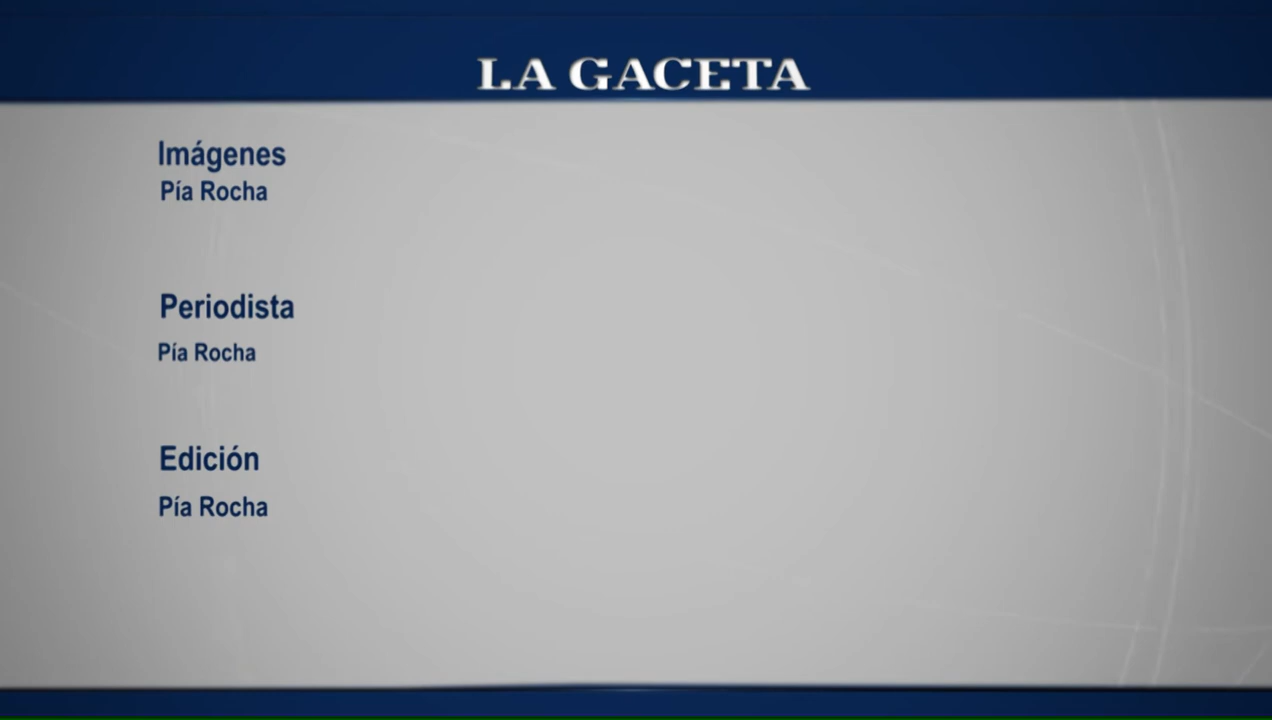 LA GACETA
Imágenes
Pía Rocha
Periodista
Pía Rocha
Edición
Pía Rocha